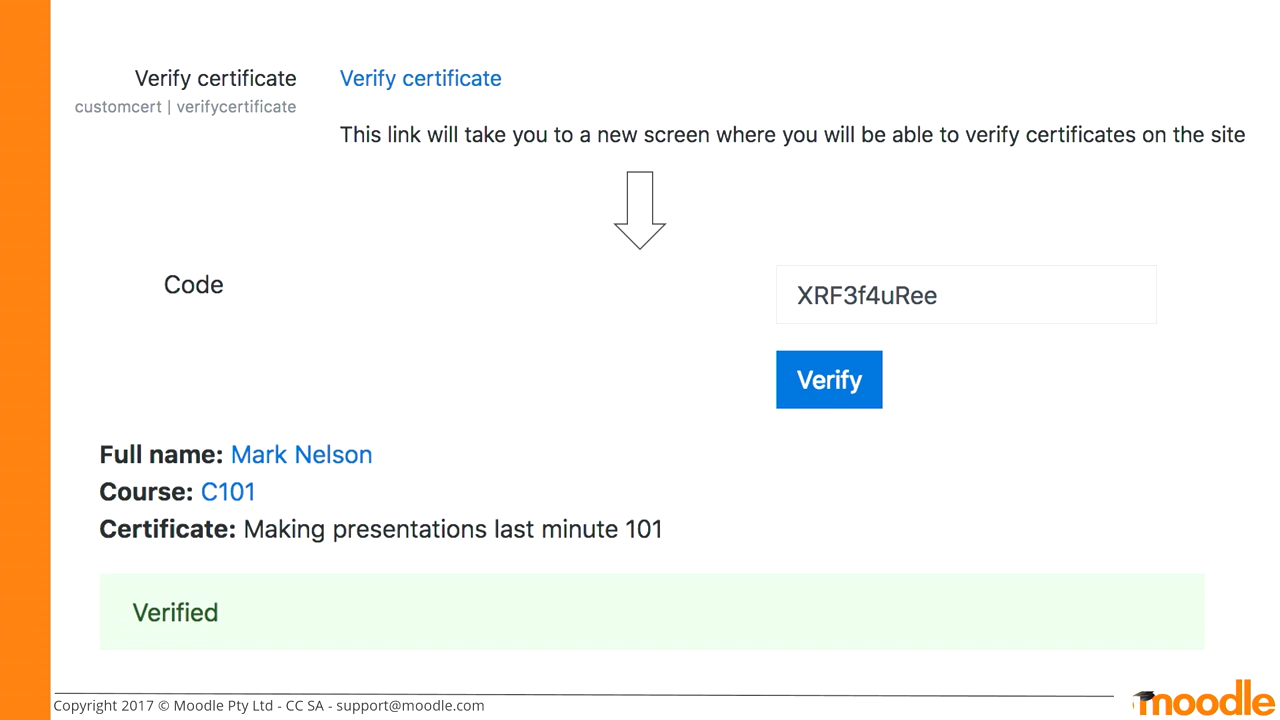 Verify certificate
Verify certificate
customcert | verifycertificate
This link will take you to a new screen where you will be able to verify certificates on the site
Code
XRF3f4uRee
Verify
Full name: Mark Nelson
Course: C101
Certificate: Making presentations last minute 101
Verified
Copyright 2017 © Moodle Pty Ltd - CC SA - support@moodle.com
moodle